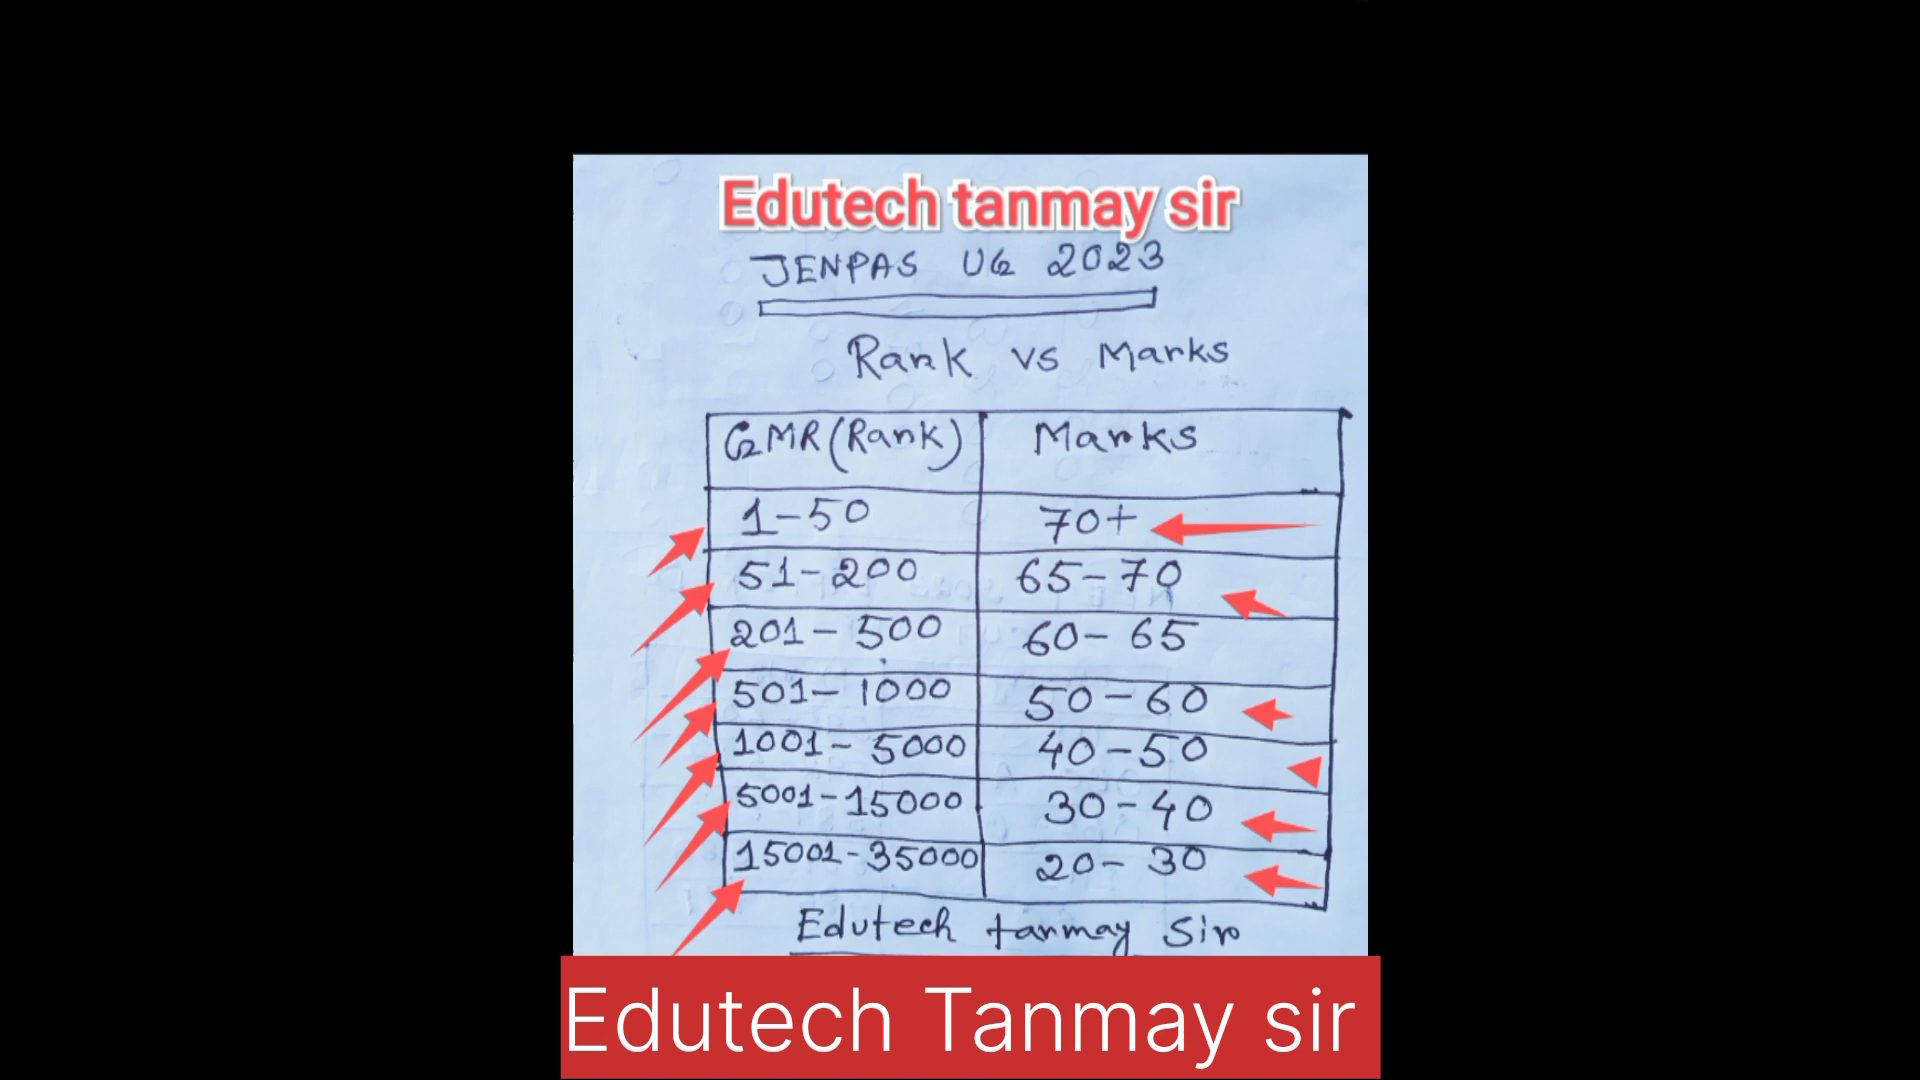 Edutech tanmay sir
JENPAS UG 2023
Rank vs Marks
GMR (Rank) Marks
1-50 70+
51-200 65-70
201-500 60-65
501-1000 50-60
1001-5000 40-50
5001-15000 30-40
15001-35000 20-30
Edutech tanmay Sir
Edutech Tanmay sir